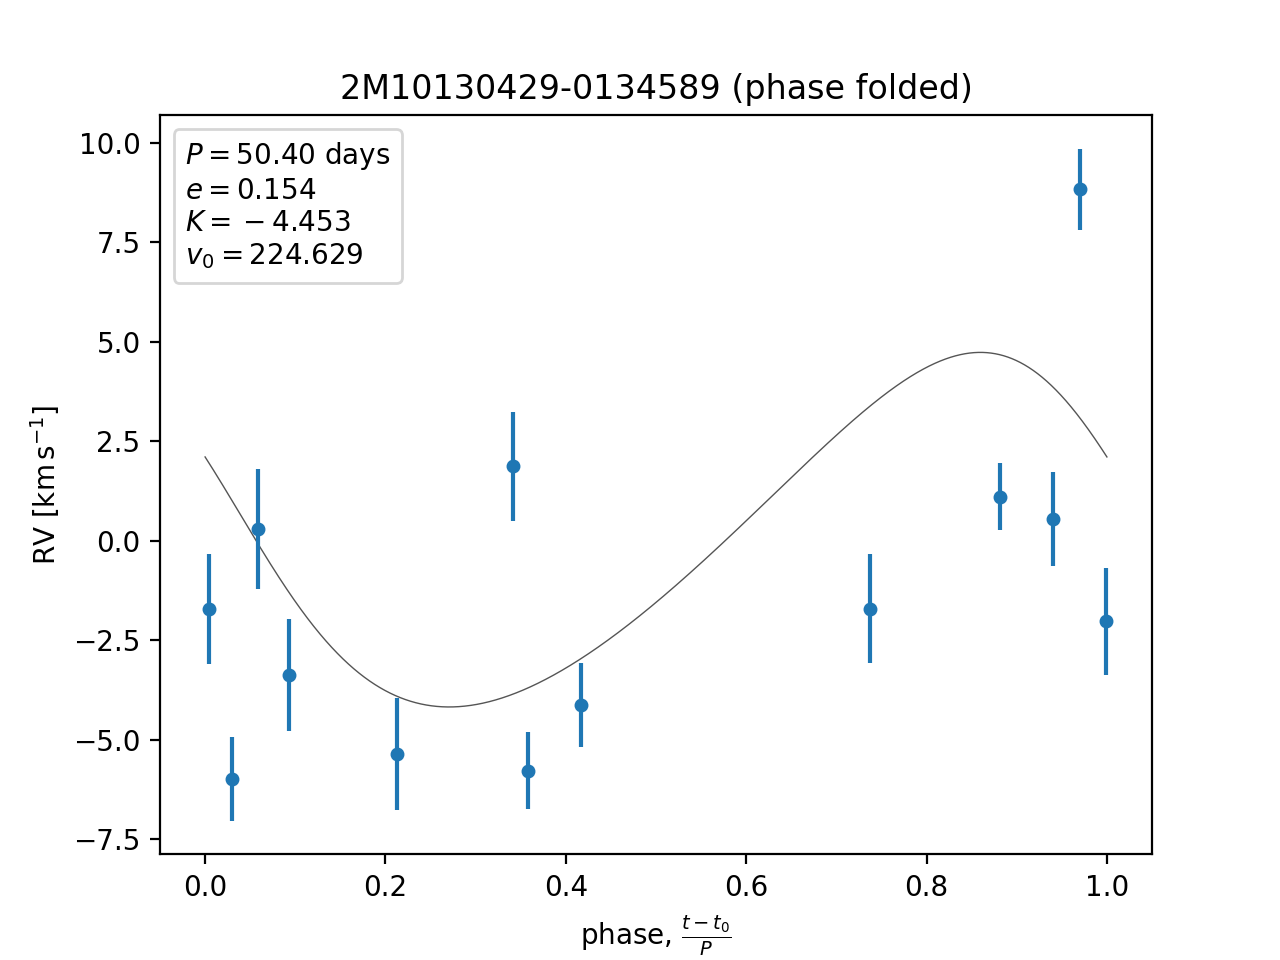 2M10130429-0134589 (phase folded)
P = 50.40 days
e = 0.154
K = −4.453
v₀ = 224.629
10.0
7.5
5.0
2.5
0.0
−2.5
−5.0
−7.5
RV [km s⁻¹]
0.0 0.2 0.4 0.6 0.8 1.0
phase, (t − t₀)/P